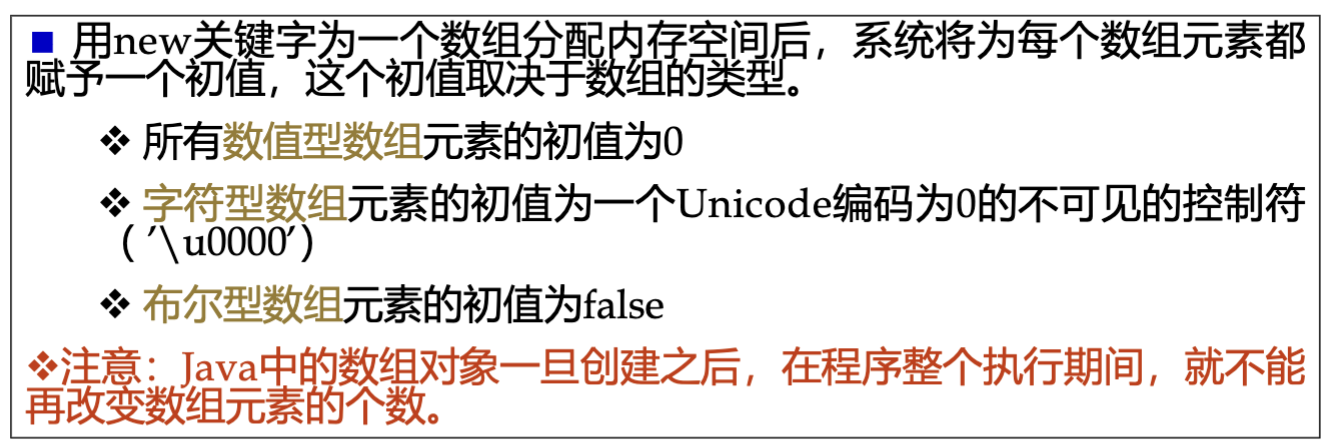 ■ 用new关键字为一个数组分配内存空间后，系统将为每个数组元素都
赋予一个初值，这个初值取决于数组的类型。
❖ 所有数值型数组元素的初值为0
❖ 字符型数组元素的初值为一个Unicode编码为0的不可见的控制符
（ '\u0000'）
❖ 布尔型数组元素的初值为false
❖注意：Java中的数组对象一旦创建之后，在程序整个执行期间，就不能
再改变数组元素的个数。